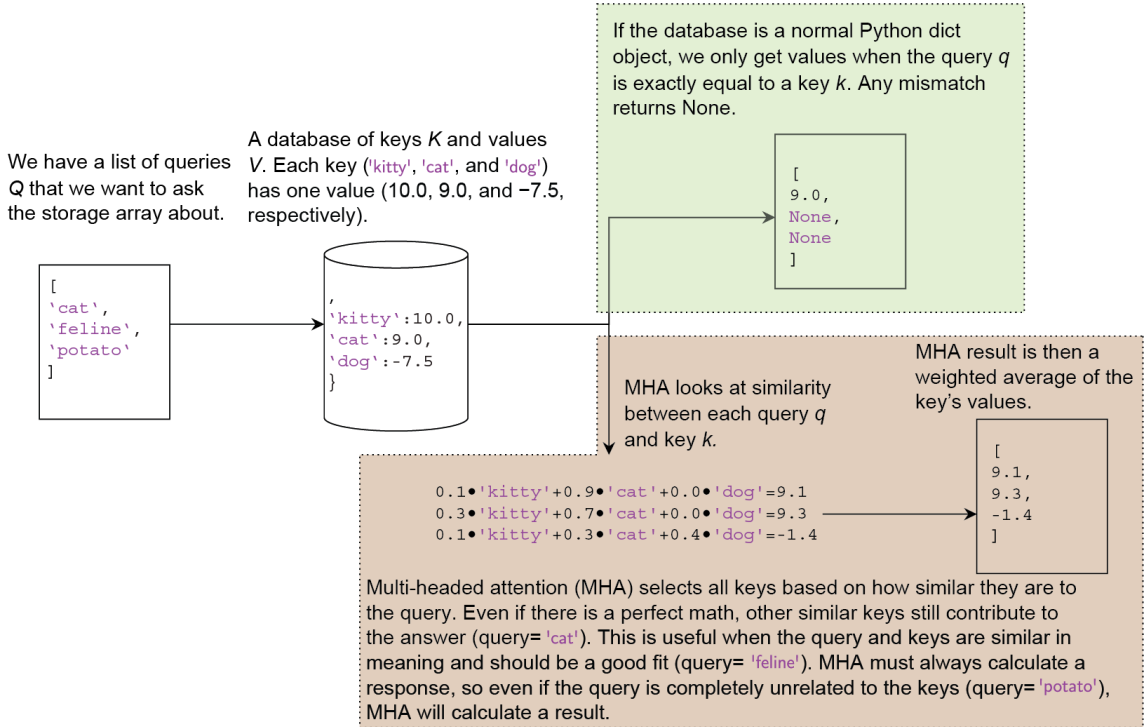 We have a list of queries
Q that we want to ask
the storage array about.
[
‘cat‘,
‘feline‘,
‘potato‘
]
A database of keys K and values
V. Each key ('kitty', 'cat', and 'dog')
has one value (10.0, 9.0, and −7.5,
respectively).
,
'kitty':10.0,
'cat':9.0,
'dog':-7.5
}
If the database is a normal Python dict
object, we only get values when the query q
is exactly equal to a key k. Any mismatch
returns None.
[
9.0,
None,
None
]
MHA looks at similarity
between each query q
and key k.
MHA result is then a
weighted average of the
key’s values.
0.1•'kitty'+0.9•'cat'+0.0•'dog'=9.1
0.3•'kitty'+0.7•'cat'+0.0•'dog'=9.3
0.1•'kitty'+0.3•'cat'+0.4•'dog'=-1.4
[
9.1,
9.3,
-1.4
]
Multi-headed attention (MHA) selects all keys based on how similar they are to
the query. Even if there is a perfect math, other similar keys still contribute to
the answer (query= 'cat'). This is useful when the query and keys are similar in
meaning and should be a good fit (query= 'feline'). MHA must always calculate a
response, so even if the query is completely unrelated to the keys (query= 'potato'),
MHA will calculate a result.